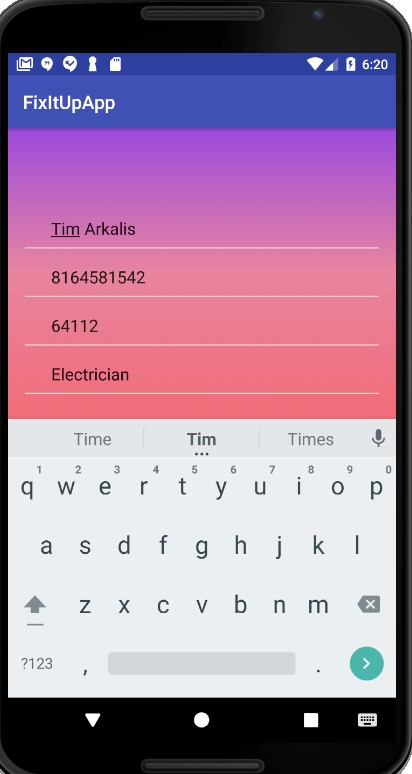 6:20
FixItUpApp
Tim Arkalis
8164581542
64112
Electrician
Time Tim Times
1 2 3 4 5 6 7 8 9 0
q w e r t y u i o p
a s d f g h j k l
z x c v b n m
?123 , .